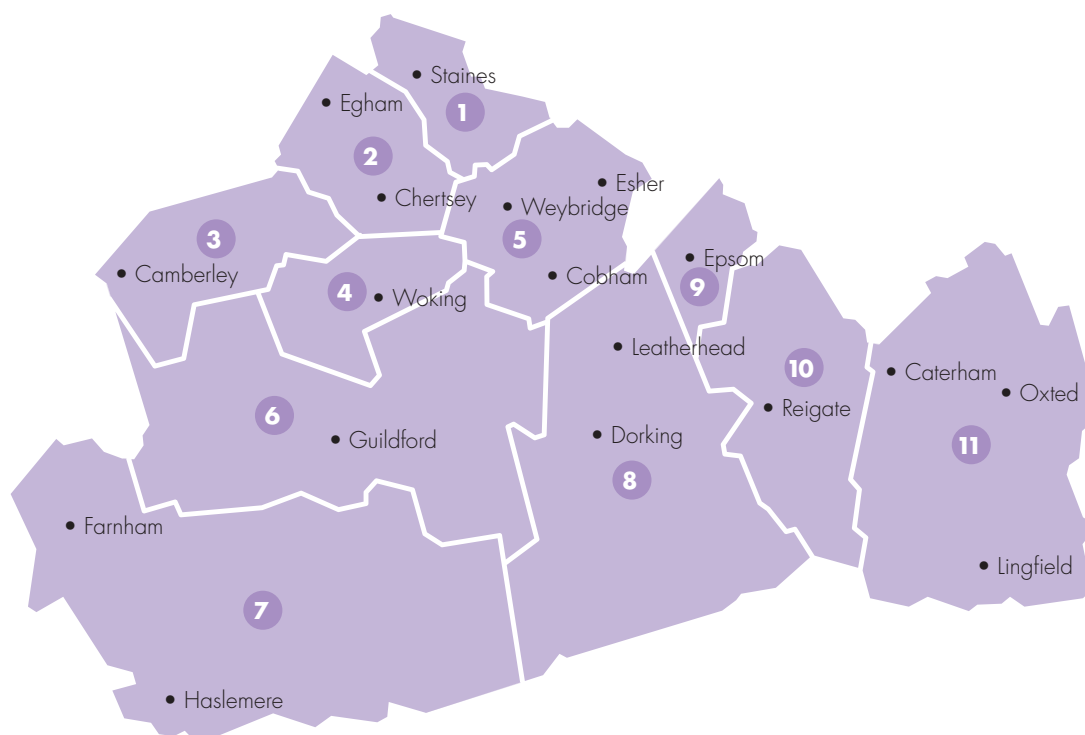 Staines
Egham
1
2
Chertsey
Esher
Weybridge
3
5
Camberley
Epsom
Cobham
4
Woking
9
Leatherhead
10
Caterham
Oxted
Reigate
6
Guildford
Dorking
11
8
Farnham
Lingfield
7
Haslemere